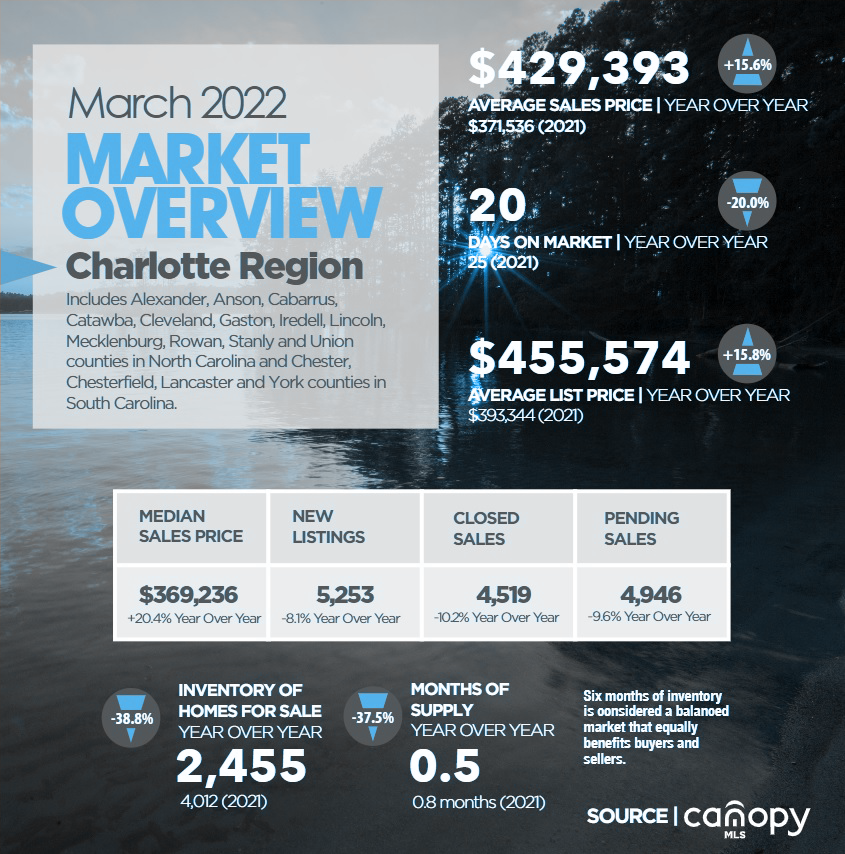 March 2022
MARKET
OVERVIEW
Charlotte Region
Includes Alexander, Anson, Cabarrus,
Catawba, Cleveland, Gaston, Iredell, Lincoln,
Mecklenburg, Rowan, Stanly and Union
counties in North Carolina and Chester,
Chesterfield, Lancaster and York counties in
South Carolina.
$429,393
+15.6%
AVERAGE SALES PRICE | YEAR OVER YEAR
$371,536 (2021)
20
-20.0%
DAYS ON MARKET | YEAR OVER YEAR
25 (2021)
$455,574
+15.8%
AVERAGE LIST PRICE | YEAR OVER YEAR
$393,344 (2021)
MEDIAN
SALES PRICE
$369,236
+20.4% Year Over Year
NEW
LISTINGS
5,253
-8.1% Year Over Year
CLOSED
SALES
4,519
-10.2% Year Over Year
PENDING
SALES
4,946
-9.6% Year Over Year
-38.8%
INVENTORY OF
HOMES FOR SALE
YEAR OVER YEAR
2,455
4,012 (2021)
-37.5%
MONTHS OF
SUPPLY
YEAR OVER YEAR
0.5
0.8 months (2021)
Six months of inventory
is considered a balanced
market that equally
benefits buyers and
sellers.
SOURCE | canopy
MLS